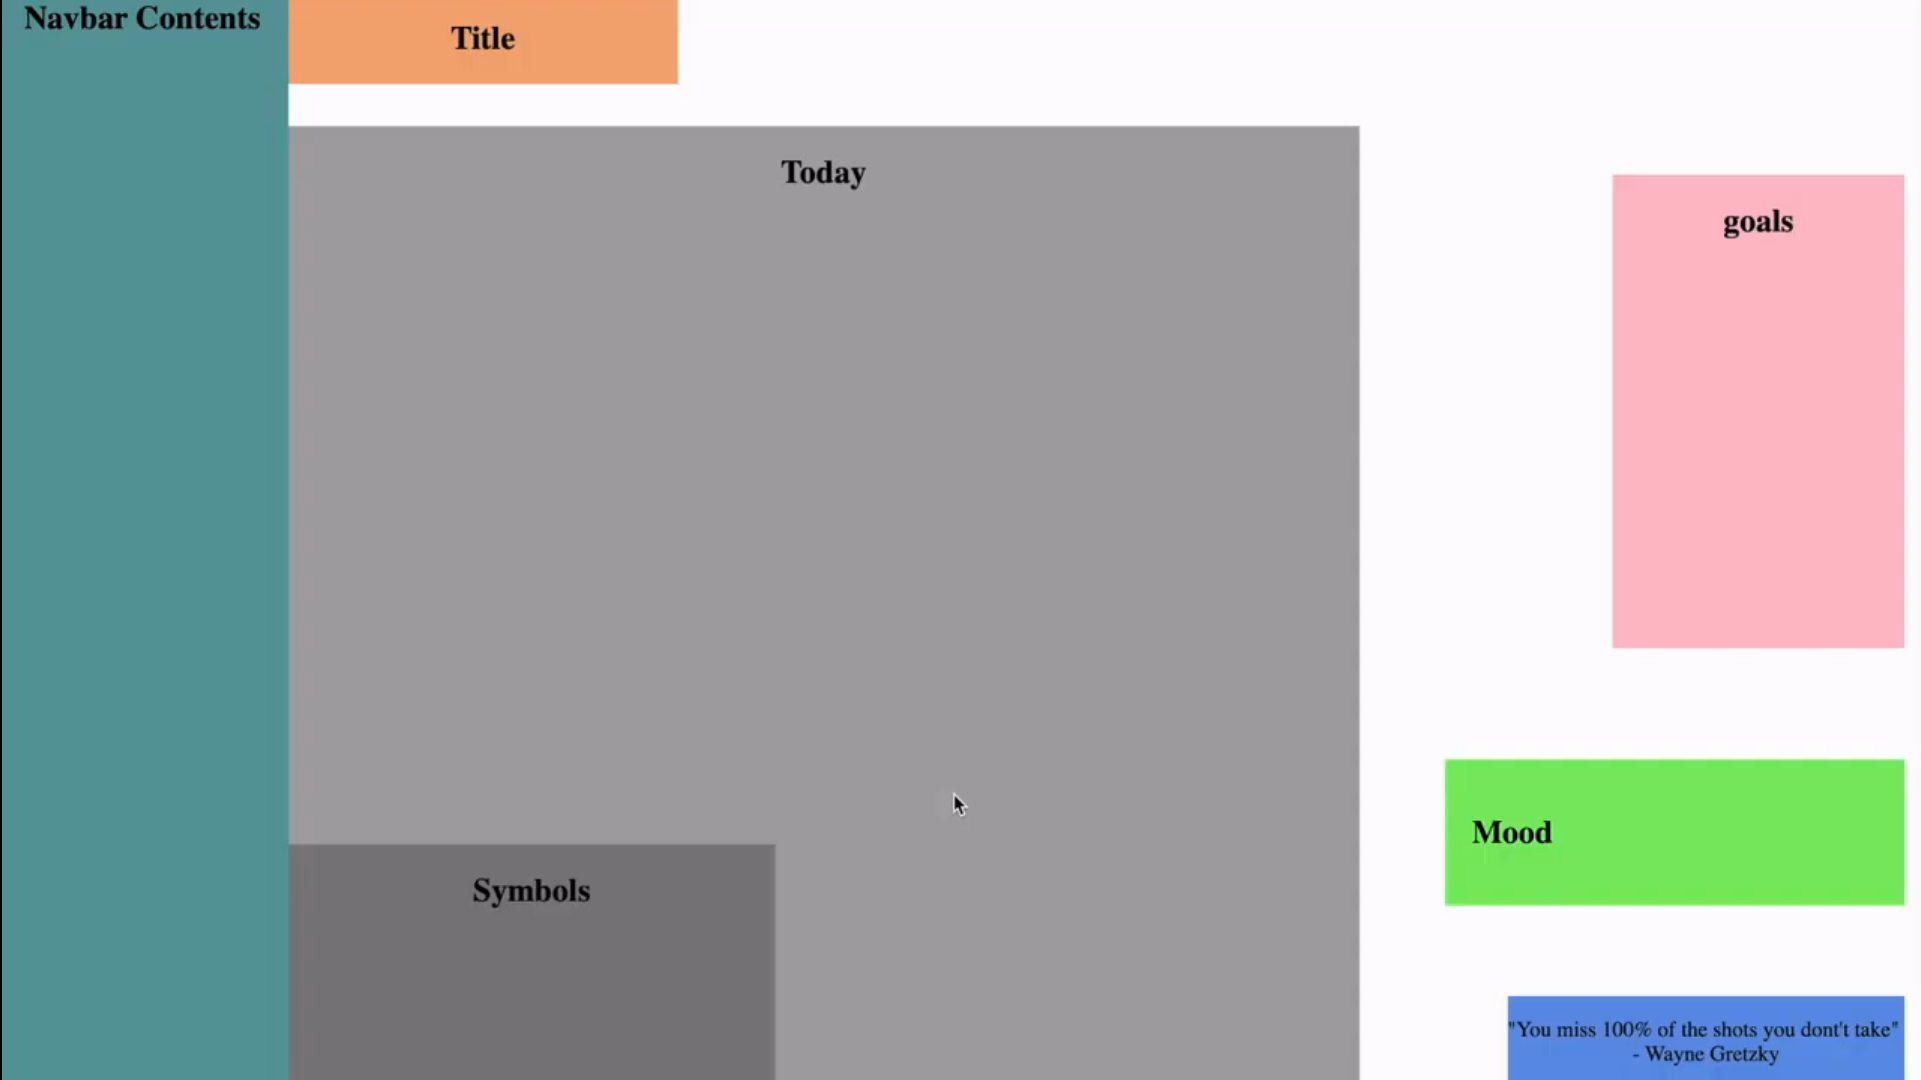 Navbar Contents
Title
Today
goals
Mood
Symbols
"You miss 100% of the shots you dont't take"
- Wayne Gretzky